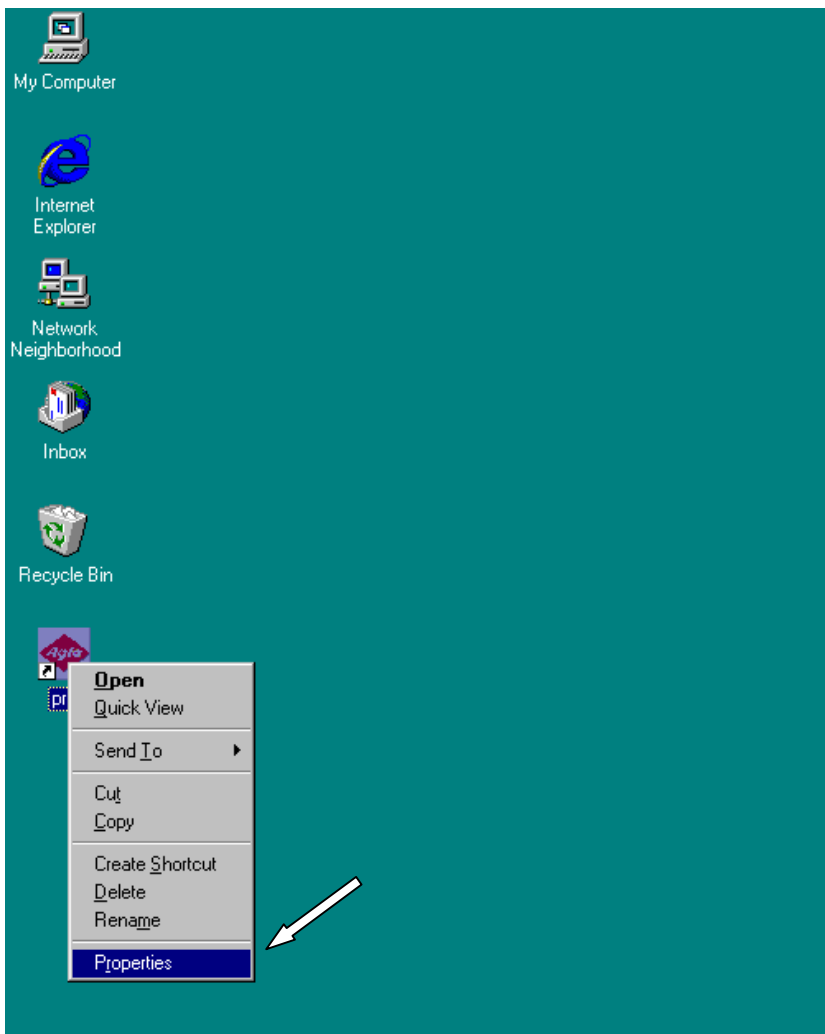 My Computer
Internet
Explorer
Network
Neighborhood
Inbox
Recycle Bin
Agfa
Open
Quick View
Send To
Cut
Copy
Create Shortcut
Delete
Rename
Properties